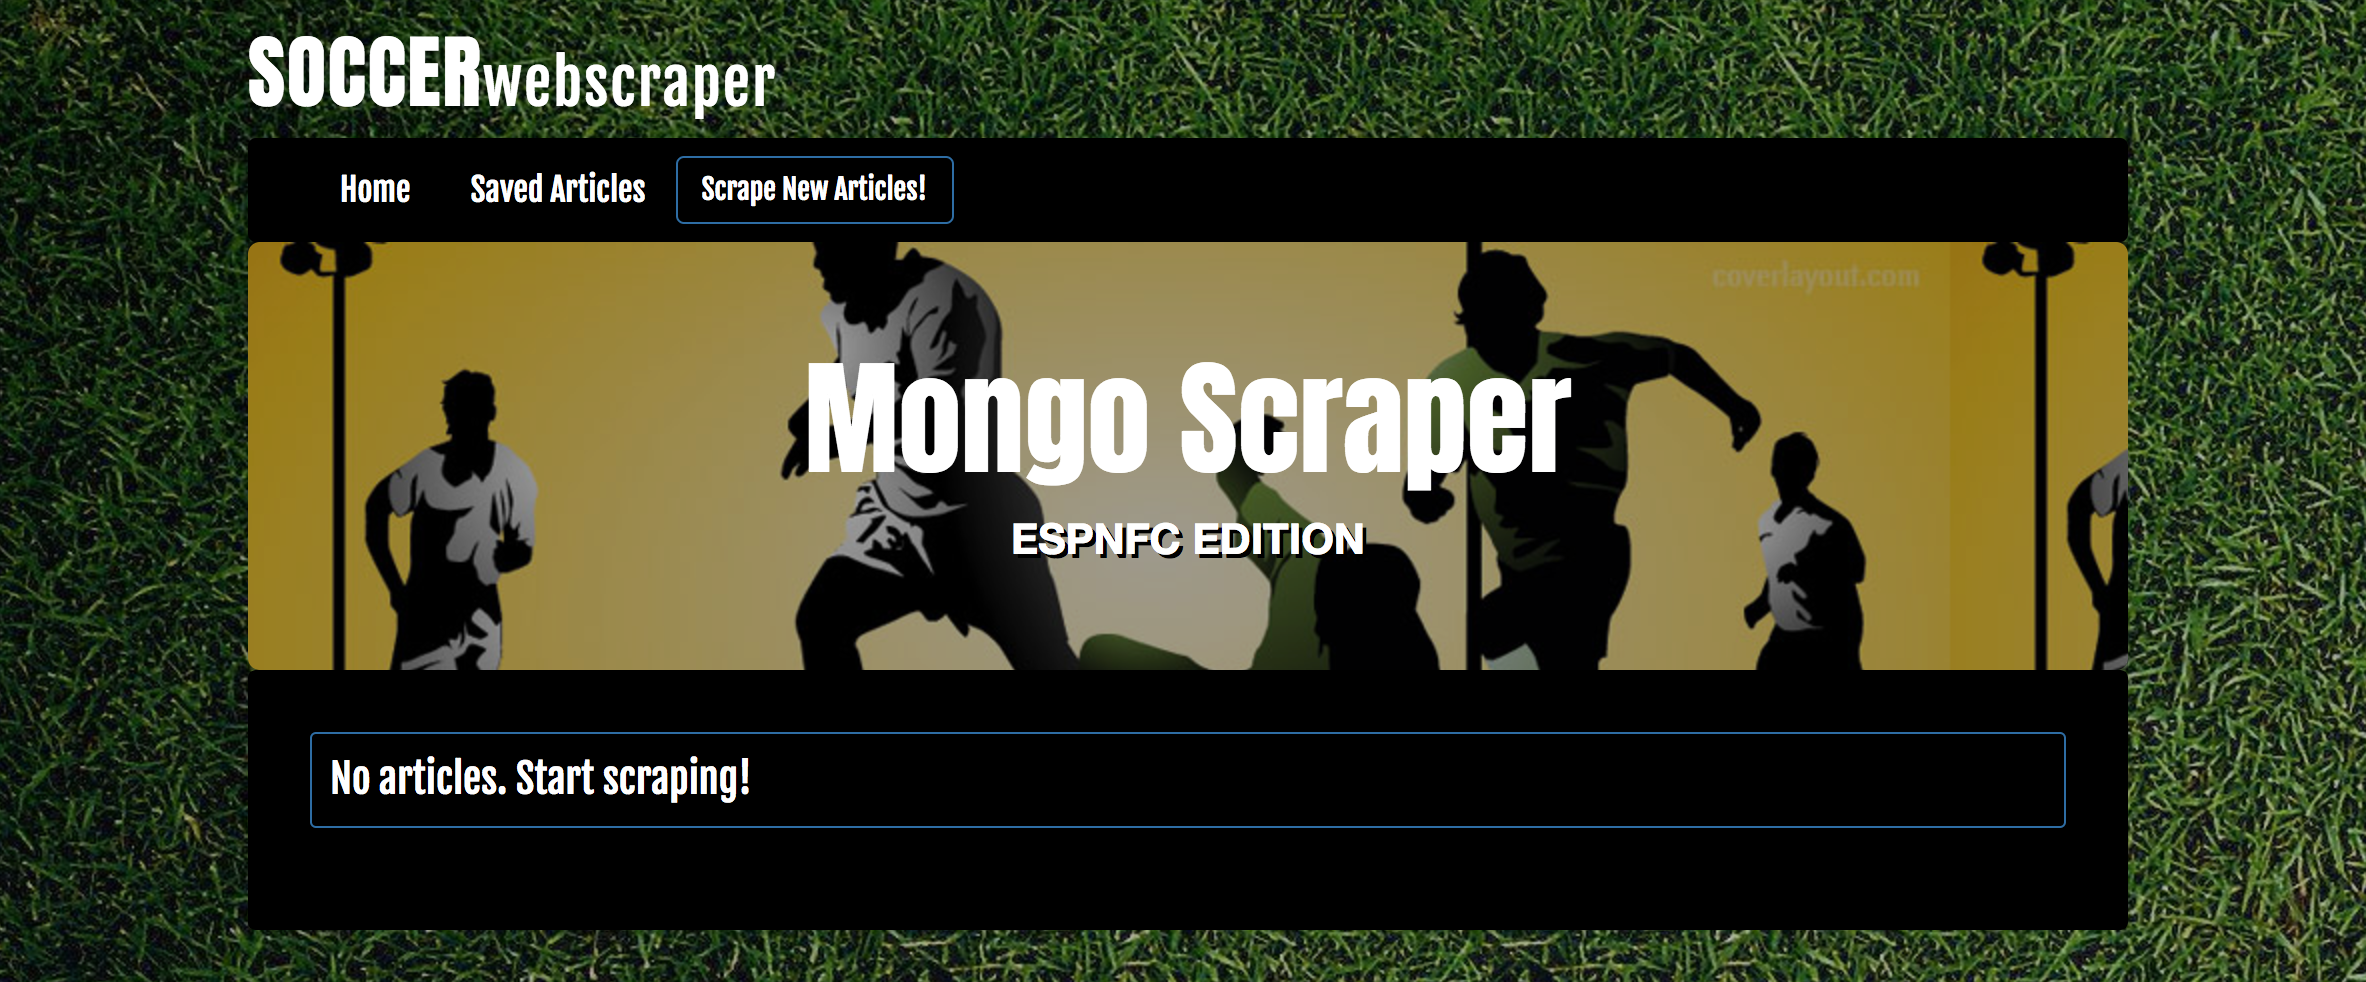 SOCCERwebscraper
Home Saved Articles Scrape New Articles!
coverlayout.com
Mongo Scraper
ESPNFC EDITION
No articles. Start scraping!